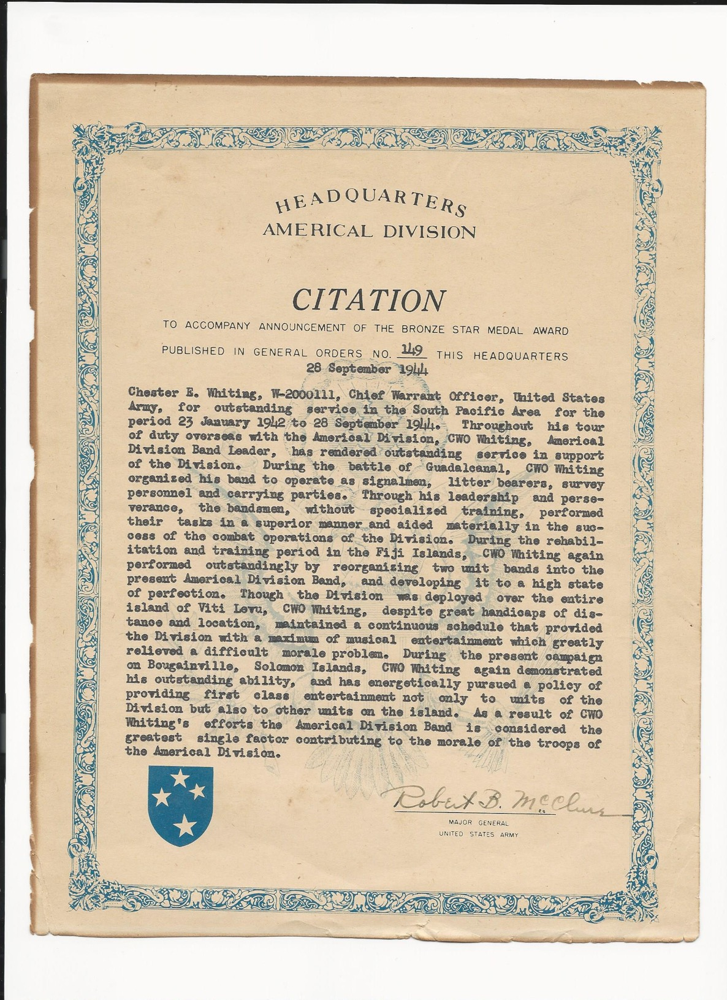 HEADQUARTERS
AMERICAL DIVISION
CITATION
TO ACCOMPANY ANNOUNCEMENT OF THE BRONZE STAR MEDAL AWARD
PUBLISHED IN GENERAL ORDERS NO. 149 THIS HEADQUARTERS
28 September 1944
Chester E. Whiting, W-2000111, Chief Warrant Officer, United States
Army, for outstanding service in the South Pacific Area for the
period 23 January 1942 to 28 September 1944. Throughout his tour
of duty overseas with the Americal Division, CWO Whiting, Americal
Division Band Leader, has rendered outstanding service in support
of the Division. During the battle of Guadalcanal, CWO Whiting
organized his band to operate as signalmen, litter bearers, survey
personnel and carrying parties. Through his leadership and perse-
verance, the bandsmen, without specialized training, performed
their tasks in a superior manner and aided materially in the suc-
cess of the combat operations of the Division. During the rehabil-
itation and training period in the Fiji Islands, CWO Whiting again
performed outstandingly by reorganizing two unit bands into the
present Americal Division Band, and developing it to a high state
of perfection. Though the Division was deployed over the entire
island of Viti Levu, CWO Whiting, despite great handicaps of dis-
tance and location, maintained a continuous schedule that provided
the Division with a maximum of musical entertainment which greatly
relieved a difficult morale problem. During the present campaign
on Bougainville, Solomon Islands, CWO Whiting again demonstrated
his outstanding ability, and has energetically pursued a policy of
providing first class entertainment not only to units of the
Division but also to other units on the island. As a result of CWO
Whiting's efforts the Americal Division Band is considered the
greatest single factor contributing to the morale of the troops of
the Americal Division.
Robert B. McClure
MAJOR GENERAL
UNITED STATES ARMY